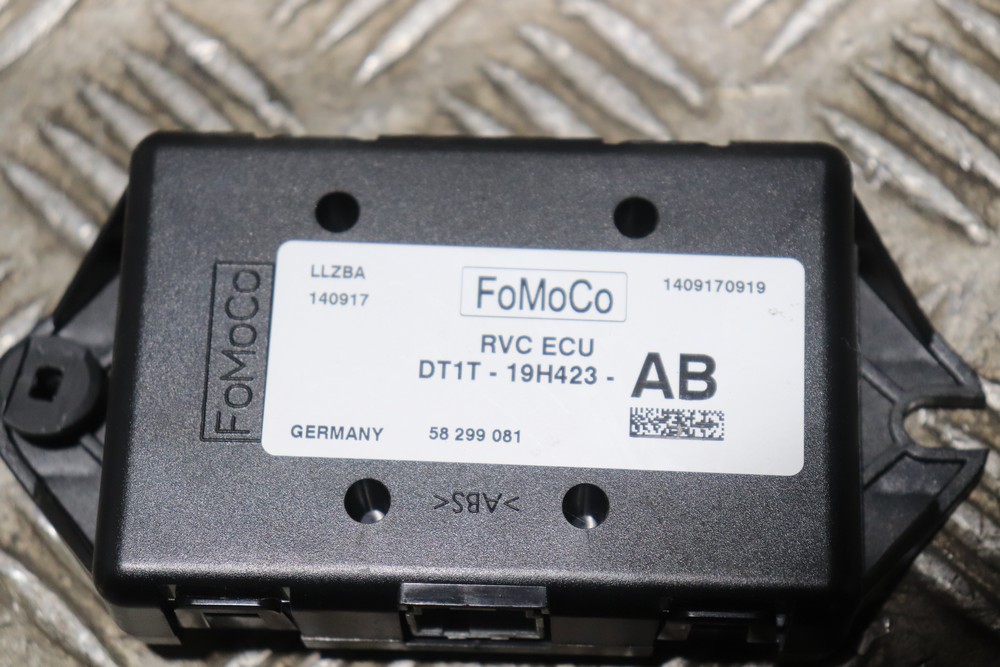 LLZBA
140917
FoMoCo
1409170919
RVC ECU
DT1T - 19H423 - AB
GERMANY 58 299 081
FoMoCo
>ABS<